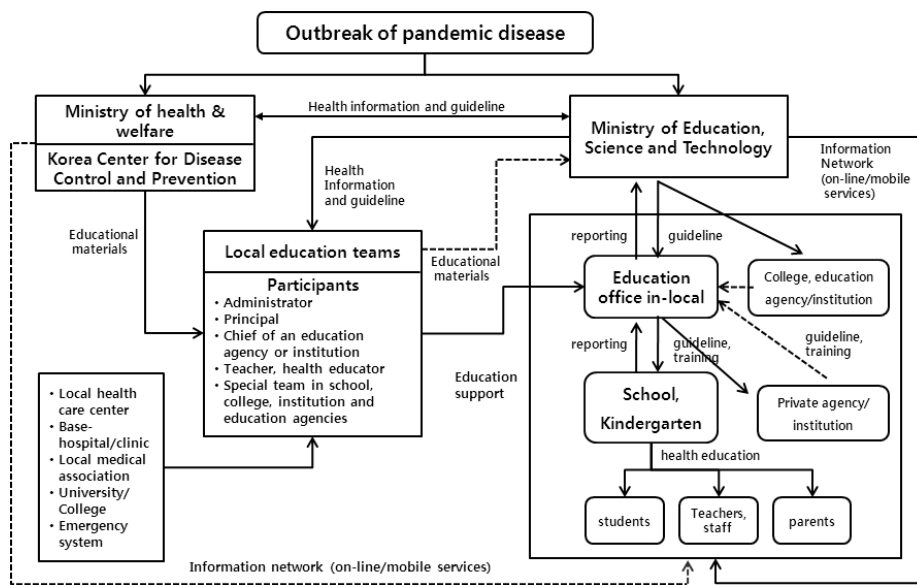 Outbreak of pandemic disease
Ministry of health &
welfare
Korea Center for Disease
Control and Prevention
Health information and guideline
Ministry of Education,
Science and Technology
Information
Network
(on-line/mobile
services)
Health
Information
and guideline
Educational
materials
Local education teams
Participants
• Administrator
• Principal
• Chief of an education
agency or institution
• Teacher, health educator
• Special team in school,
college, institution and
education agencies
Educational
materials
reporting
guideline
Education
office in-local
College, education
agency/institution
reporting
guideline,
training
guideline,
training
Education
support
School,
Kindergarten
Private agency/
institution
• Local health
care center
• Base-
hospital/clinic
• Local medical
association
• University/
College
• Emergency
system
health education
students
Teachers,
staff
parents
Information network (on-line/mobile services)